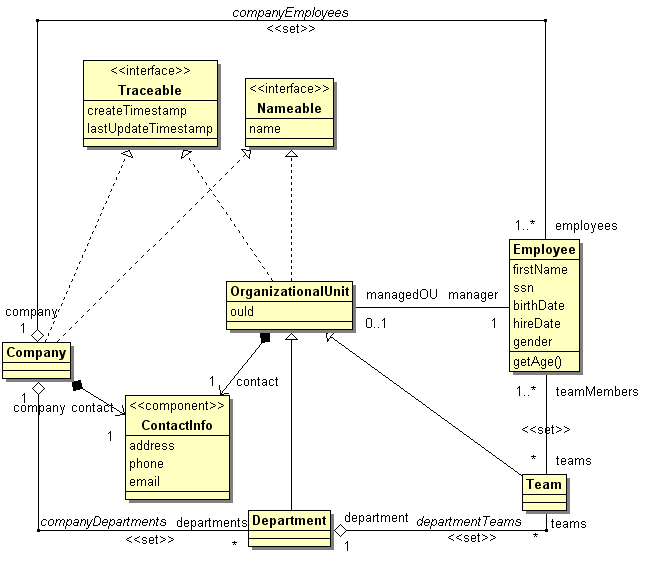 companyEmployees
<<set>>
<<interface>>
Traceable
createTimestamp
lastUpdateTimestamp
<<interface>>
Nameable
name
1..* employees
Employee
firstName
ssn
birthDate
hireDate
gender
getAge()
OrganizationalUnit
ouId
managedOU manager
0..1 1
company
1
Company
1
company contact
1
1 contact
<<component>>
ContactInfo
address
phone
email
1..* teamMembers
<<set>>
* teams
Team
companyDepartments departments
<<set>> *
Department
department departmentTeams teams
1 <<set>> *